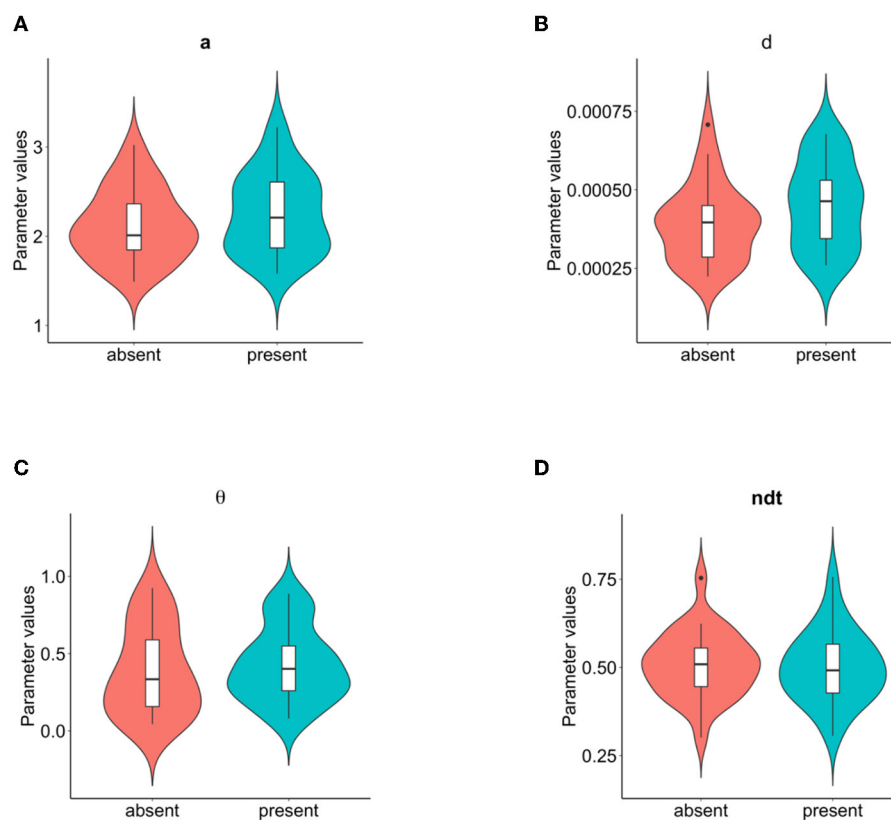 A
a
Parameter values
3
2
1
absent present
B
d
Parameter values
0.00075
0.00050
0.00025
absent present
C
θ
Parameter values
1.0
0.5
0.0
absent present
D
ndt
Parameter values
0.75
0.50
0.25
absent present